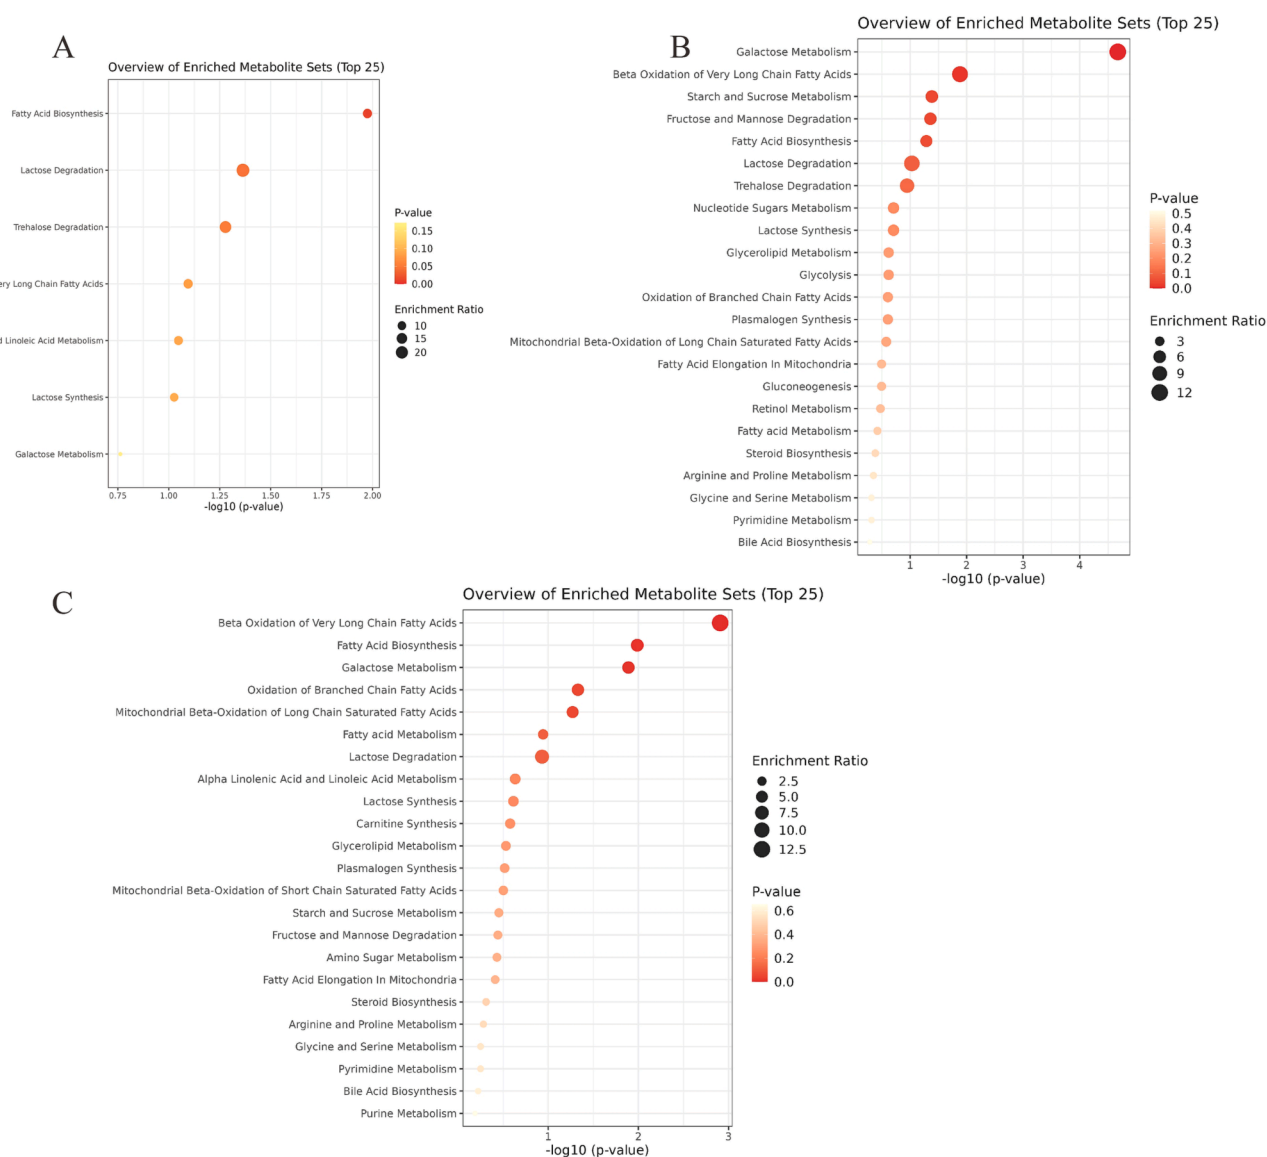 A
Overview of Enriched Metabolite Sets (Top 25)
Fatty Acid Biosynthesis
Lactose Degradation
Trehalose Degradation
ery Long Chain Fatty Acids
d Linoleic Acid Metabolism
Lactose Synthesis
Galactose Metabolism
0.75 1.00 1.25 1.50 1.75 2.00
-log10 (p-value)
P-value
0.15
0.10
0.05
0.00
Enrichment Ratio
10
15
20
B
Overview of Enriched Metabolite Sets (Top 25)
Galactose Metabolism
Beta Oxidation of Very Long Chain Fatty Acids
Starch and Sucrose Metabolism
Fructose and Mannose Degradation
Fatty Acid Biosynthesis
Lactose Degradation
Trehalose Degradation
Nucleotide Sugars Metabolism
Lactose Synthesis
Glycerolipid Metabolism
Glycolysis
Oxidation of Branched Chain Fatty Acids
Plasmalogen Synthesis
Mitochondrial Beta-Oxidation of Long Chain Saturated Fatty Acids
Fatty Acid Elongation In Mitochondria
Gluconeogenesis
Retinol Metabolism
Fatty acid Metabolism
Steroid Biosynthesis
Arginine and Proline Metabolism
Glycine and Serine Metabolism
Pyrimidine Metabolism
Bile Acid Biosynthesis
1 2 3 4
-log10 (p-value)
P-value
0.5
0.4
0.3
0.2
0.1
0.0
Enrichment Ratio
3
6
9
12
C
Overview of Enriched Metabolite Sets (Top 25)
Beta Oxidation of Very Long Chain Fatty Acids
Fatty Acid Biosynthesis
Galactose Metabolism
Oxidation of Branched Chain Fatty Acids
Mitochondrial Beta-Oxidation of Long Chain Saturated Fatty Acids
Fatty acid Metabolism
Lactose Degradation
Alpha Linolenic Acid and Linoleic Acid Metabolism
Lactose Synthesis
Carnitine Synthesis
Glycerolipid Metabolism
Plasmalogen Synthesis
Mitochondrial Beta-Oxidation of Short Chain Saturated Fatty Acids
Starch and Sucrose Metabolism
Fructose and Mannose Degradation
Amino Sugar Metabolism
Fatty Acid Elongation In Mitochondria
Steroid Biosynthesis
Arginine and Proline Metabolism
Glycine and Serine Metabolism
Pyrimidine Metabolism
Bile Acid Biosynthesis
Purine Metabolism
1 2 3
-log10 (p-value)
Enrichment Ratio
2.5
5.0
7.5
10.0
12.5
P-value
0.6
0.4
0.2
0.0